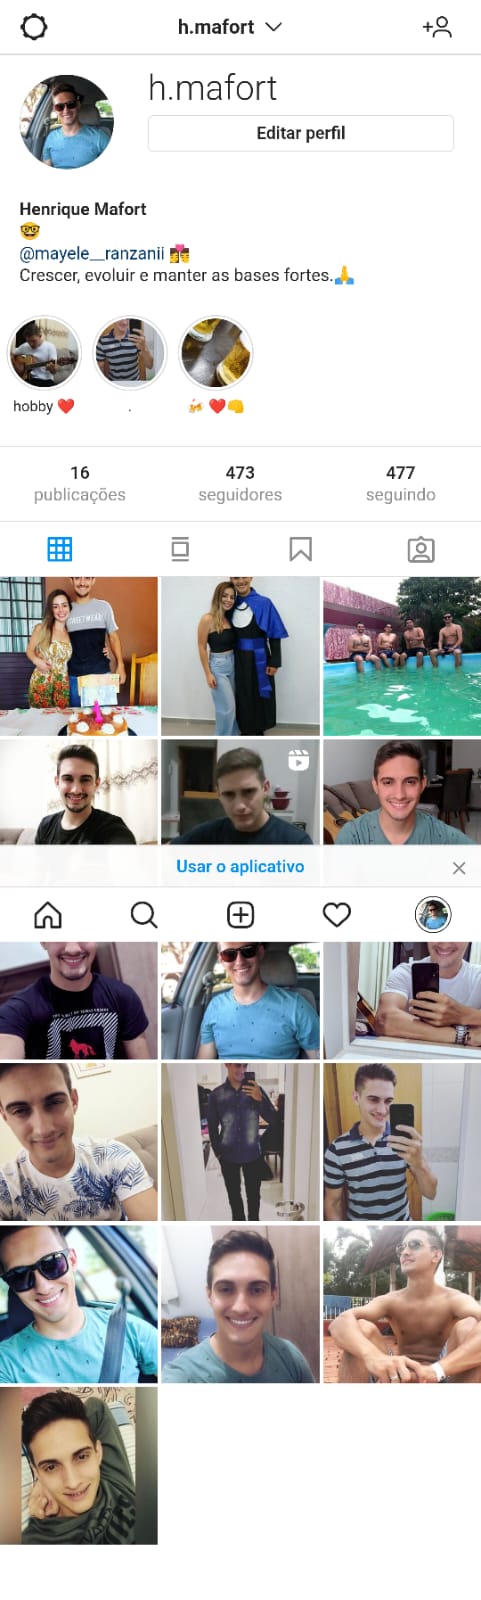 h.mafort
h.mafort
Editar perfil
Henrique Mafort
🤓
@mayele__ranzanii 💏
Crescer, evoluir e manter as bases fortes.🙏
hobby ❤️
.
🍻 ❤️👊
16
publicações
473
seguidores
477
seguindo
Usar o aplicativo